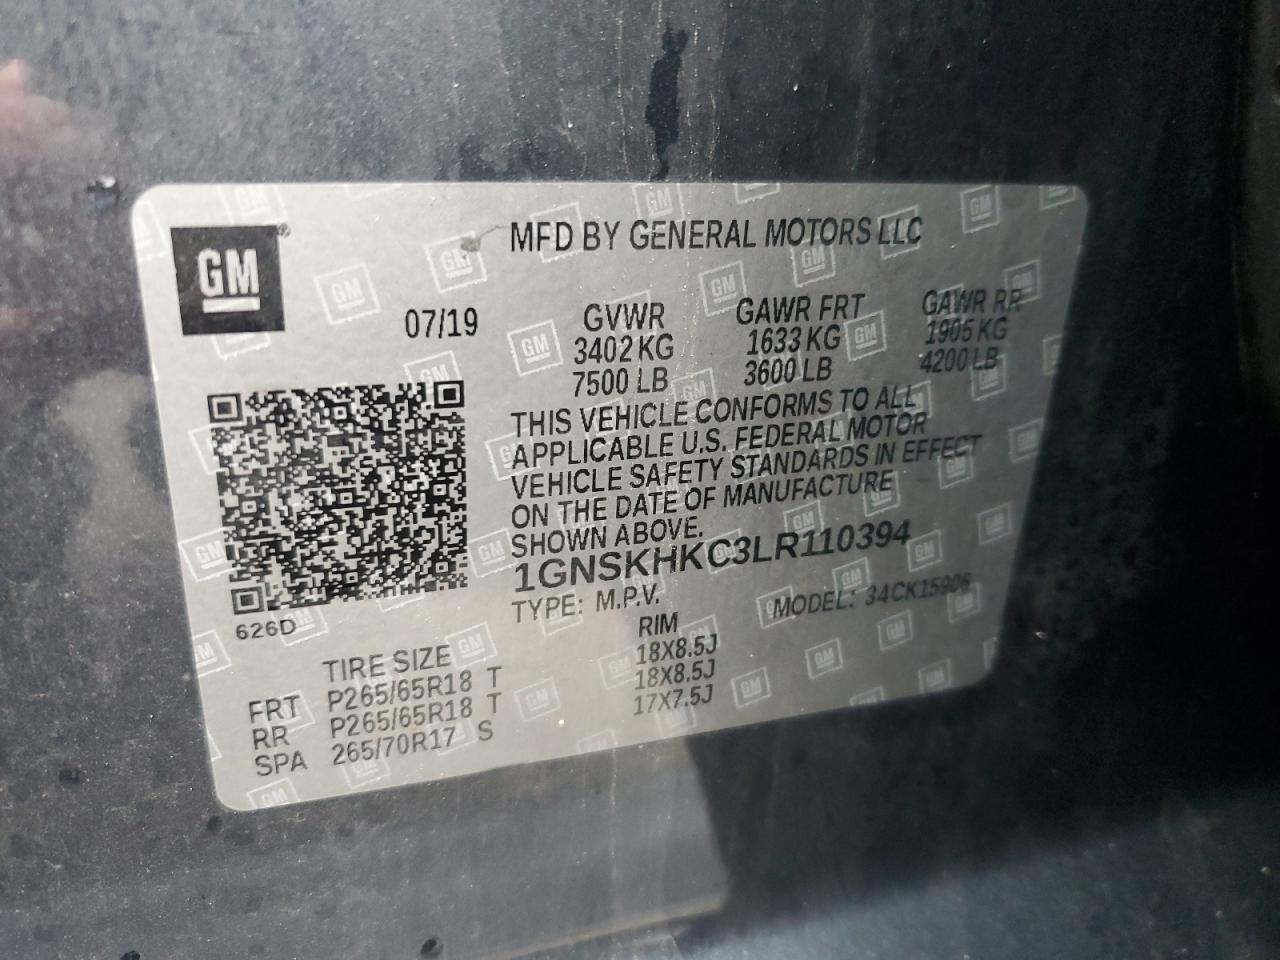 GM
MFD BY GENERAL MOTORS LLC
07/19
GVWR GAWR FRT GAWR RR
3402 KG 1633 KG 1905 KG
7500 LB 3600 LB 4200 LB
THIS VEHICLE CONFORMS TO ALL
APPLICABLE U.S. FEDERAL MOTOR
VEHICLE SAFETY STANDARDS IN EFFECT
ON THE DATE OF MANUFACTURE
SHOWN ABOVE.
1GNSKHKC3LR110394
TYPE: M.P.V. MODEL: 34CK15906
626D
TIRE SIZE RIM
FRT P265/65R18 T 18X8.5J
RR P265/65R18 T 18X8.5J
SPA 265/70R17 S 17X7.5J